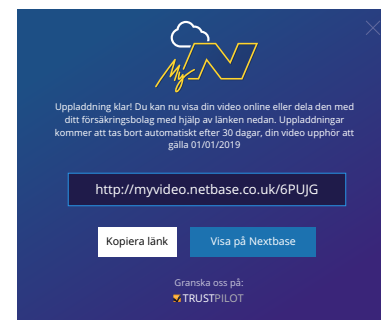 My N
Uppladdning klar! Du kan nu visa din video online eller dela den med
ditt försäkringsbolag med hjälp av länken nedan. Uppladdningar
kommer att tas bort automatiskt efter 30 dagar, din video upphör att
gälla 01/01/2019
http://myvideo.netbase.co.uk/6PUJG
Kopiera länk
Visa på Nextbase
Granska oss på:
TRUSTPILOT